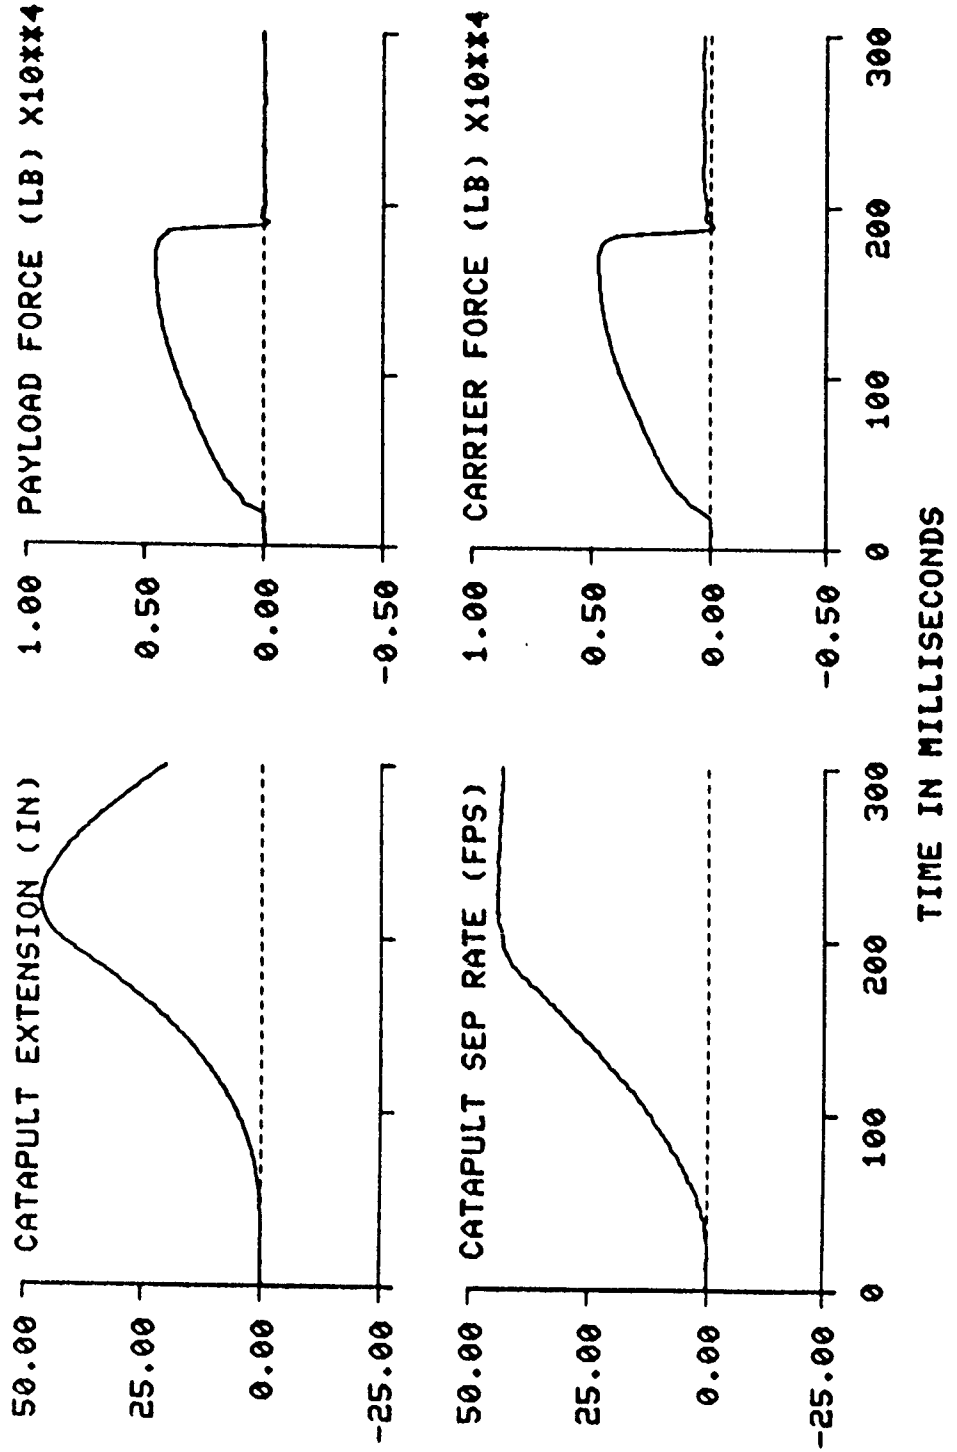 CATAPULT EXTENSION (IN)
50.00
25.00
0.00
-25.00
PAYLOAD FORCE (LB) X10**4
1.00
0.50
0.00
-0.50
CATAPULT SEP RATE (FPS)
50.00
25.00
0.00
-25.00
0 100 200 300
CARRIER FORCE (LB) X10**4
1.00
0.50
0.00
-0.50
0 100 200 300
TIME IN MILLISECONDS